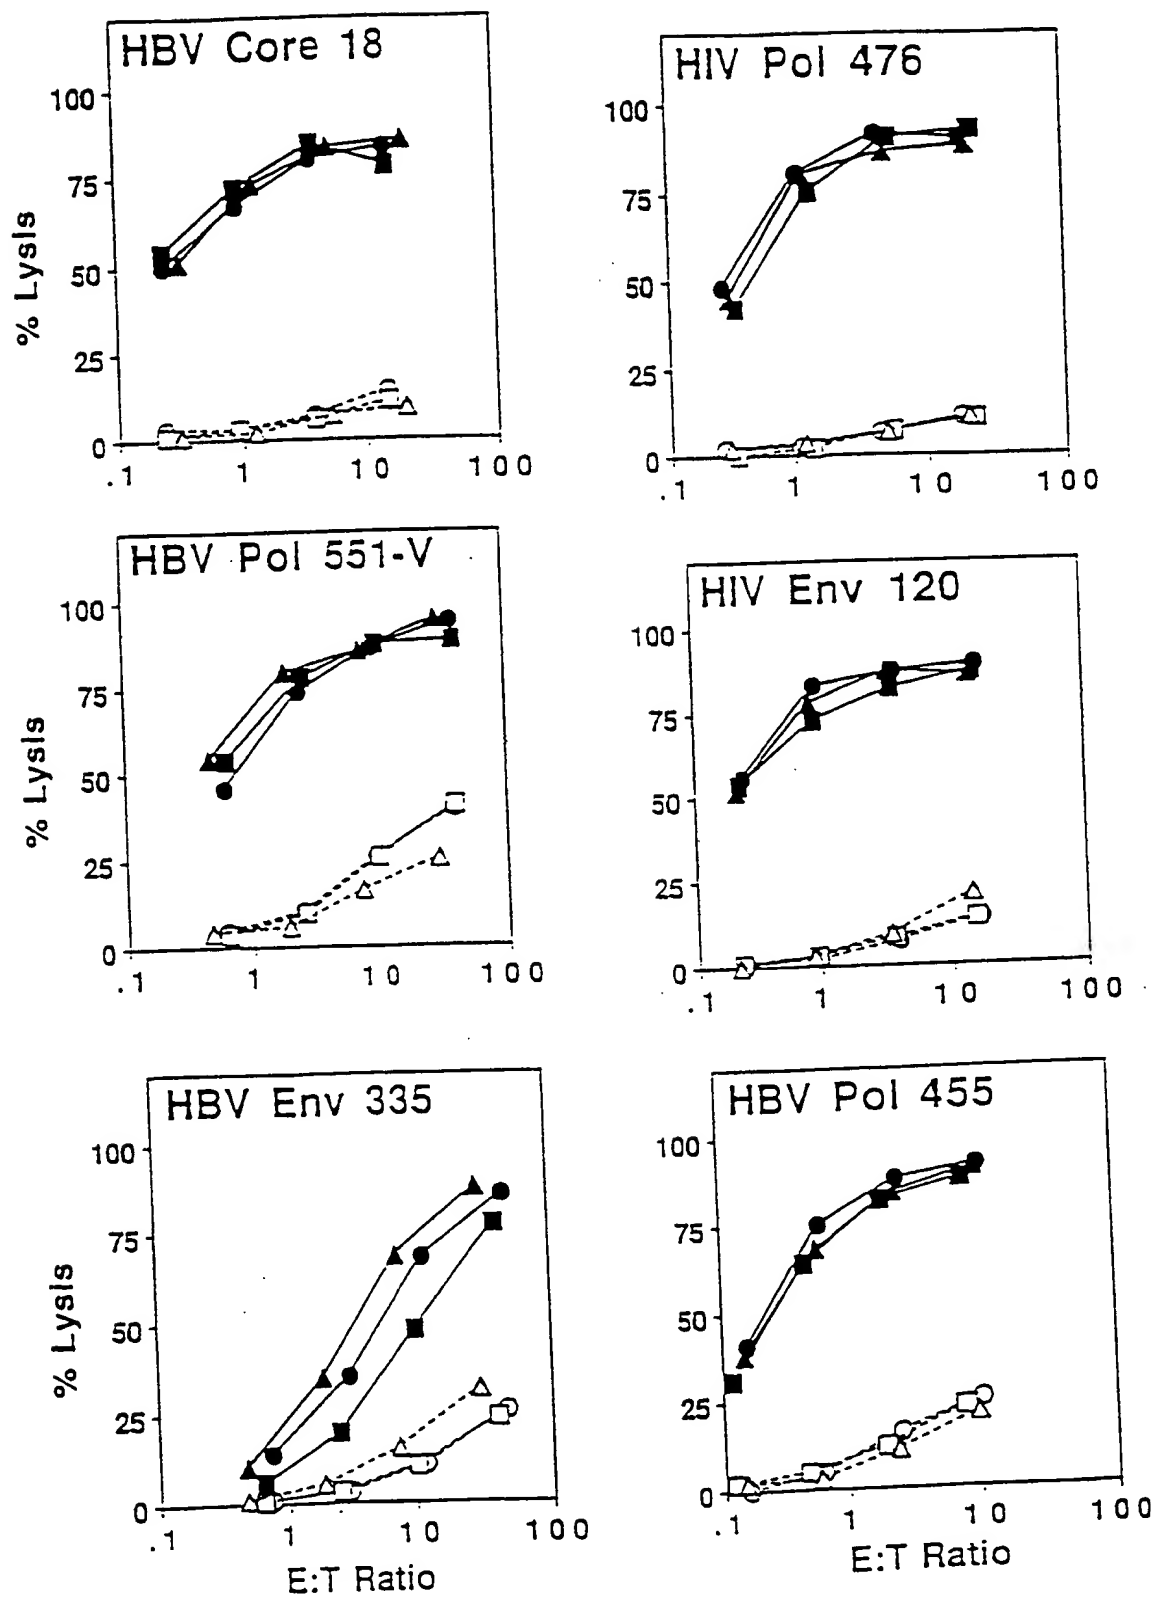 HBV Core 18
100
75
50
25
0
.1 1 10 100
% Lysis
HIV Pol 476
100
75
50
25
0
.1 1 10 100
HBV Pol 551-V
100
75
50
25
0
.1 1 10 100
% Lysis
HIV Env 120
100
75
50
25
0
.1 1 10 100
HBV Env 335
100
75
50
25
0
.1 1 10 100
% Lysis
E:T Ratio
HBV Pol 455
100
75
50
25
0
.1 1 10 100
E:T Ratio